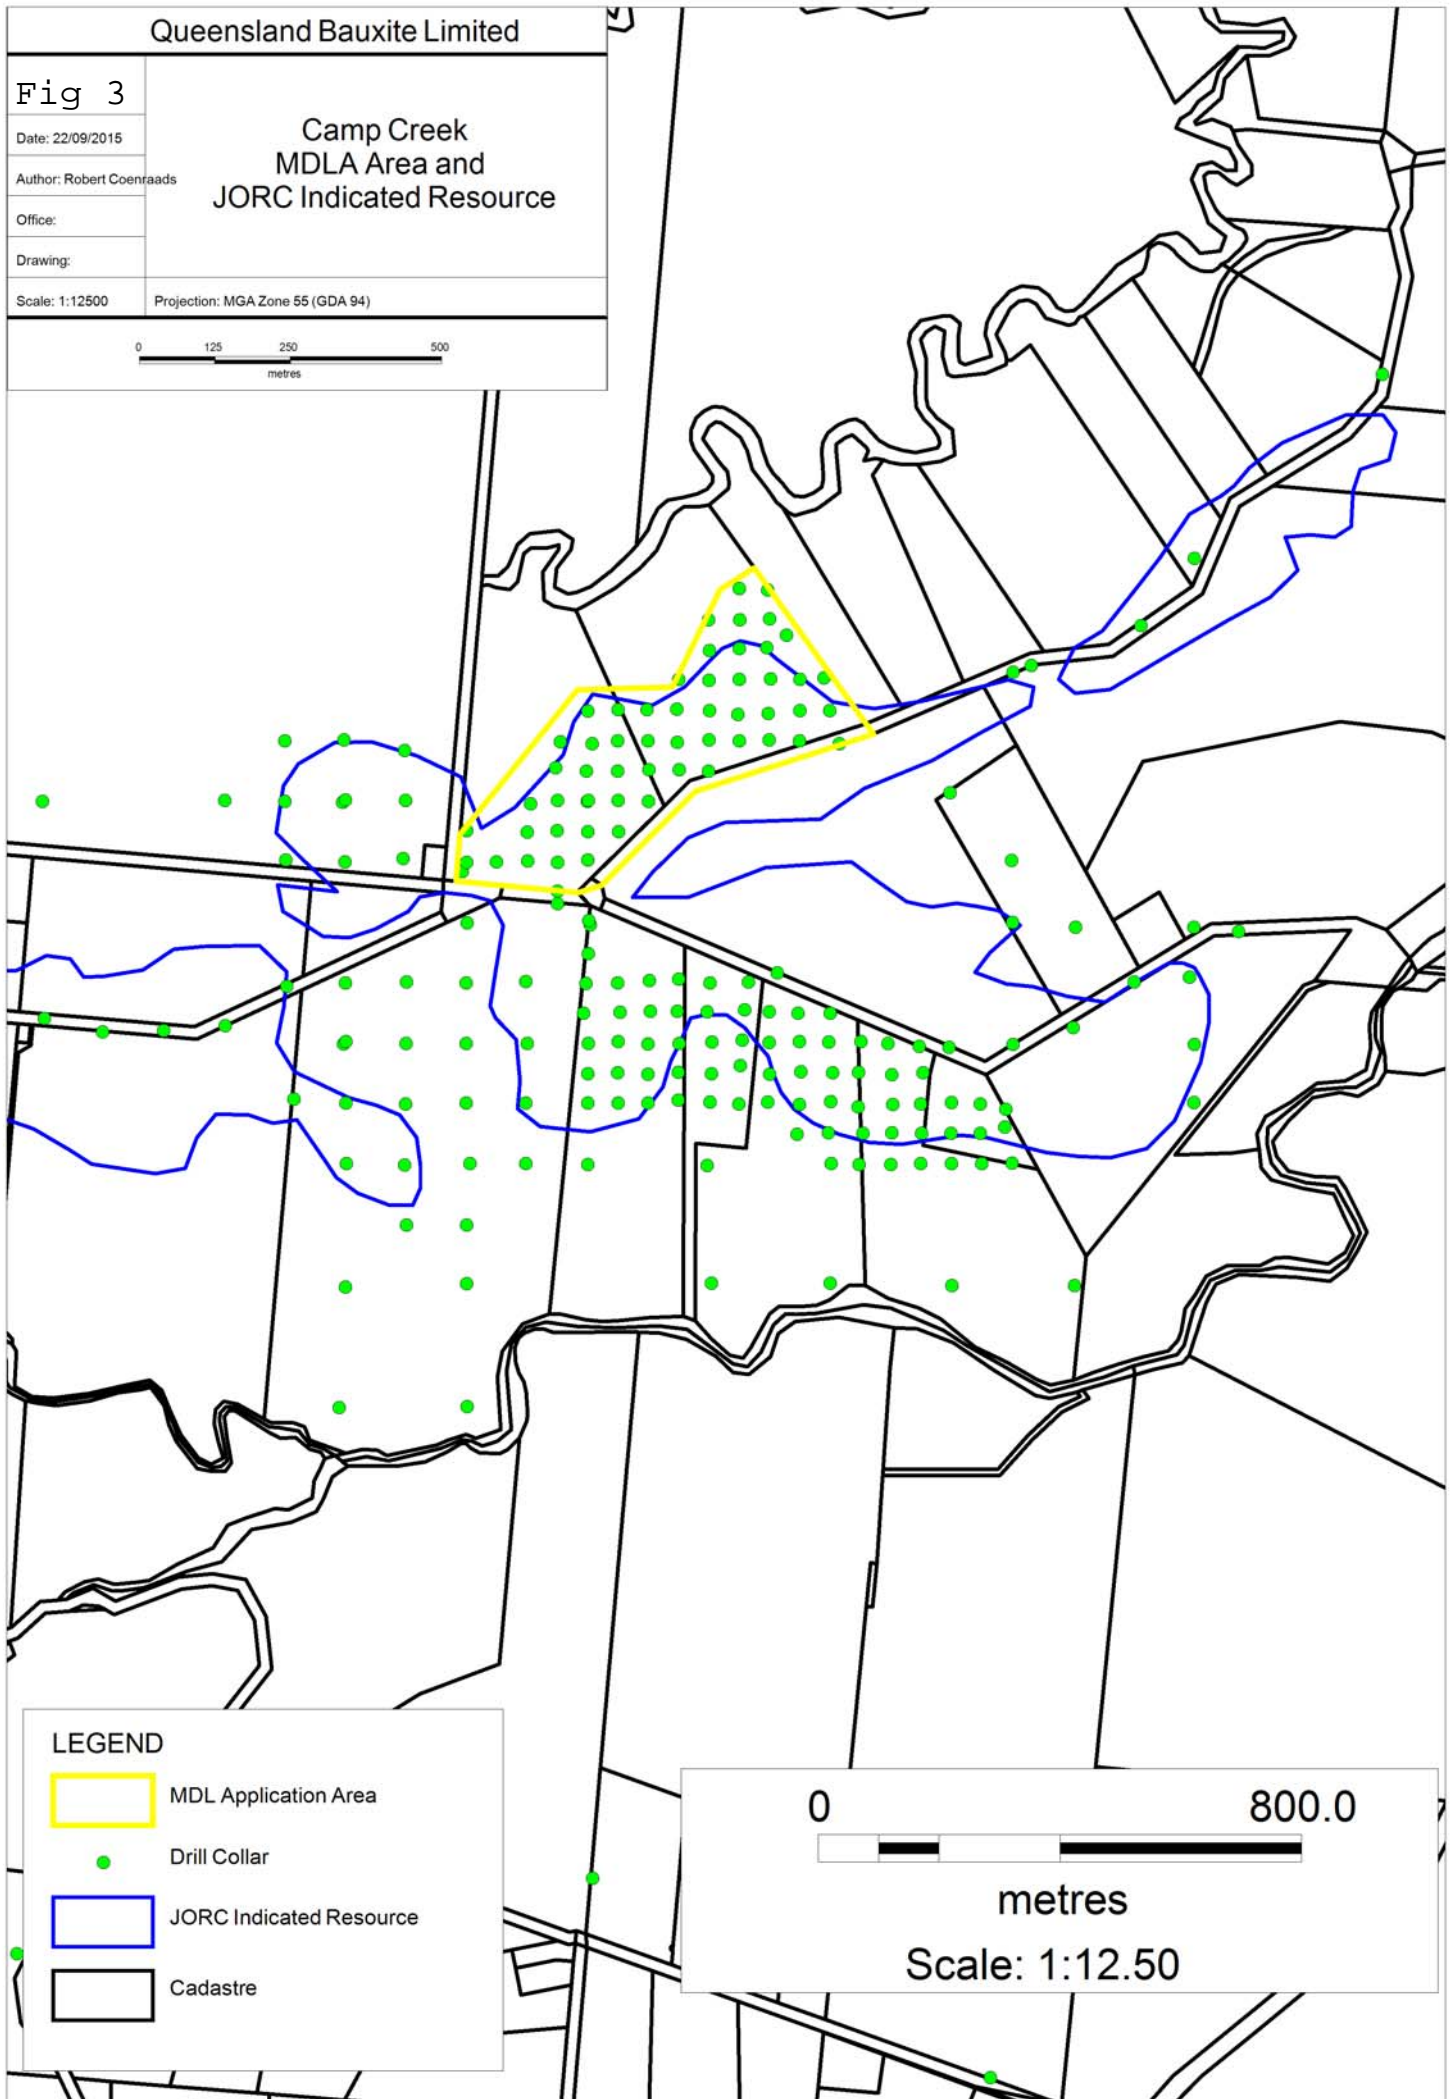 Queensland Bauxite Limited
Fig 3
Date: 22/09/2015
Author: Robert Coenraads
Office:
Drawing:
Scale: 1:12500
Camp Creek
MDLA Area and
JORC Indicated Resource
Projection: MGA Zone 55 (GDA 94)
0 125 250 500
metres
LEGEND
MDL Application Area
Drill Collar
JORC Indicated Resource
Cadastre
0 800.0
metres
Scale: 1:12.50